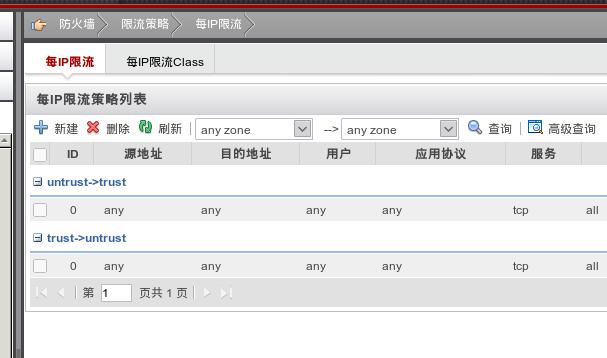 防火墙 限流策略 每IP限流
每IP限流 每IP限流Class
每IP限流策略列表
新建 删除 刷新 any zone --> any zone 查询 高级查询
ID 源地址 目的地址 用户 应用协议 服务
untrust->trust
0 any any any any tcp all
trust->untrust
0 any any any any tcp all
第 1 页共 1 页